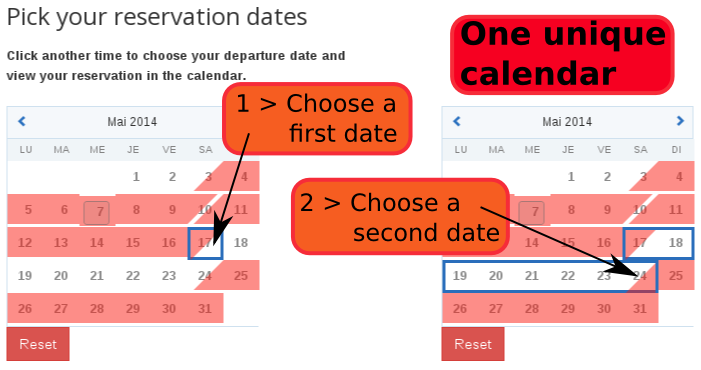 Pick your reservation dates
Click another time to choose your departure date and
view your reservation in the calendar.
One unique
calendar
1 > Choose a
first date
Mai 2014
LU MA ME JE VE SA
1 2 3 4
5 6 7 8 9 10 11
12 13 14 15 16 17 18
19 20 21 22 23 24 25
26 27 28 29 30 31
Reset
2 > Choose a
second date
Mai 2014
LU MA ME JE VE SA DI
1 2 3 4
7 8 9 10 11
14 15 16 17 18
19 20 21 22 23 24 25
26 27 28 29 30 31
Reset